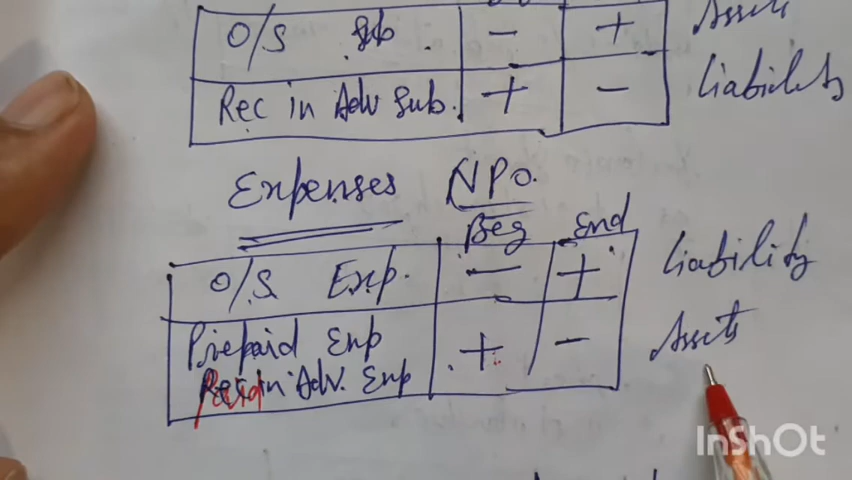 O/S Sub. - + Assets
Rec in Adv Sub. + - Liability
Expenses NPO.
Beg End
O/S Exp. - + Liability
Prepaid Exp + - Assets
Paid in Adv. Exp
InShOt